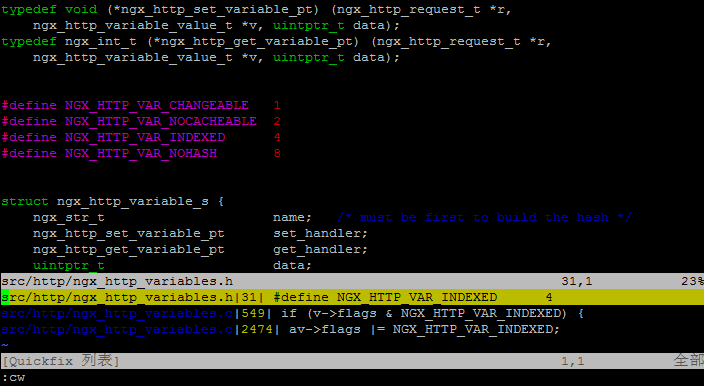 typedef void (*ngx_http_set_variable_pt) (ngx_http_request_t *r,
    ngx_http_variable_value_t *v, uintptr_t data);
typedef ngx_int_t (*ngx_http_get_variable_pt) (ngx_http_request_t *r,
    ngx_http_variable_value_t *v, uintptr_t data);
#define NGX_HTTP_VAR_CHANGEABLE   1
#define NGX_HTTP_VAR_NOCACHEABLE  2
#define NGX_HTTP_VAR_INDEXED      4
#define NGX_HTTP_VAR_NOHASH       8
struct ngx_http_variable_s {
    ngx_str_t                     name;   /* must be first to build the hash */
    ngx_http_set_variable_pt      set_handler;
    ngx_http_get_variable_pt      get_handler;
    uintptr_t                     data;
src/http/ngx_http_variables.h                                         31,1           23%
src/http/ngx_http_variables.h|31| #define NGX_HTTP_VAR_INDEXED      4
src/http/ngx_http_variables.c|549| if (v->flags & NGX_HTTP_VAR_INDEXED) {
src/http/ngx_http_variables.c|2474| av->flags |= NGX_HTTP_VAR_INDEXED;
~
[Quickfix 列表]                                                       1,1           全部
:cw